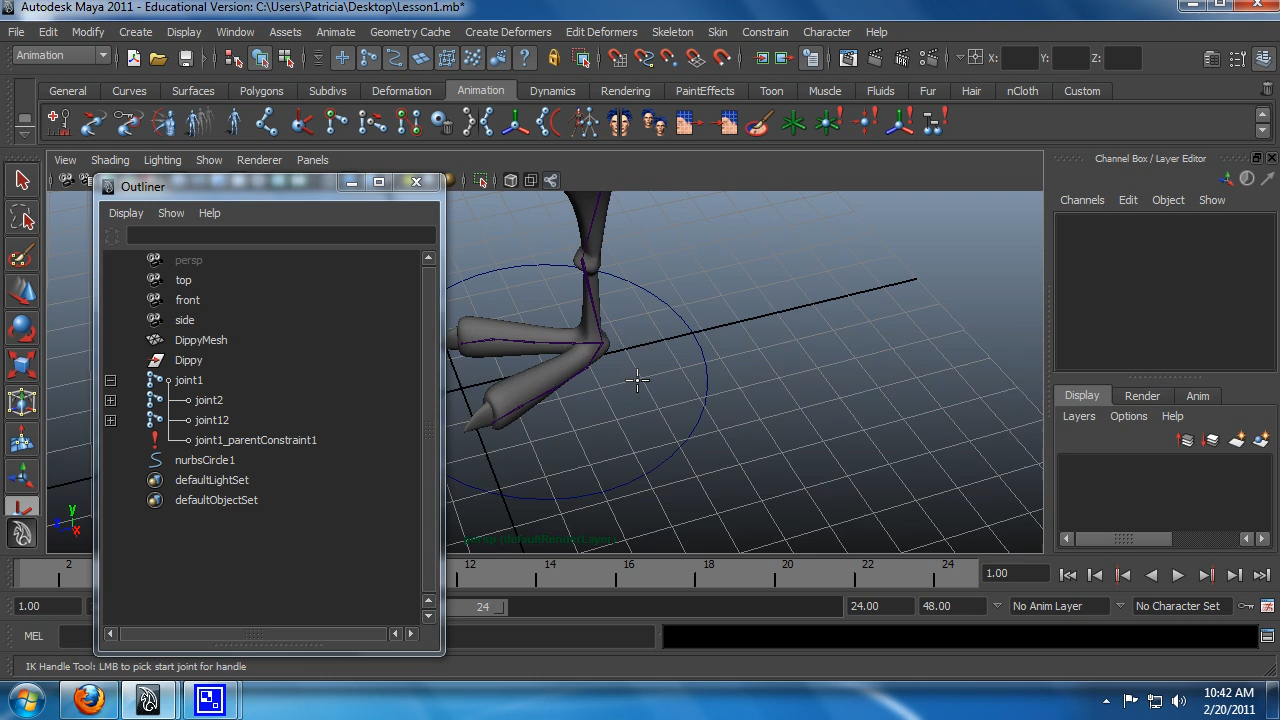 Autodesk Maya 2011 - Educational Version: C:\Users\Patricia\Desktop\Lesson1.mb*
File Edit Modify Create Display Window Assets Animate Geometry Cache Create Deformers Edit Deformers Skeleton Skin Constrain Character Help
Animation X: Y: Z:
General Curves Surfaces Polygons Subdivs Deformation Animation Dynamics Rendering PaintEffects Toon Muscle Fluids Fur Hair nCloth Custom
View Shading Lighting Show Renderer Panels
Channel Box / Layer Editor
Outliner
Channels Edit Object Show
Display Show Help
persp
top
front
side
DippyMesh
Dippy
joint1
joint2
joint12
joint1_parentConstraint1
nurbsCircle1
defaultLightSet
defaultObjectSet
Display Render Anim
Layers Options Help
y
x
persp (defaultRenderLayer)
2 12 14 16 18 20 22 24 1.00
1.00 24 24.00 48.00 No Anim Layer No Character Set
MEL
IK Handle Tool: LMB to pick start joint for handle
10:42 AM
2/20/2011